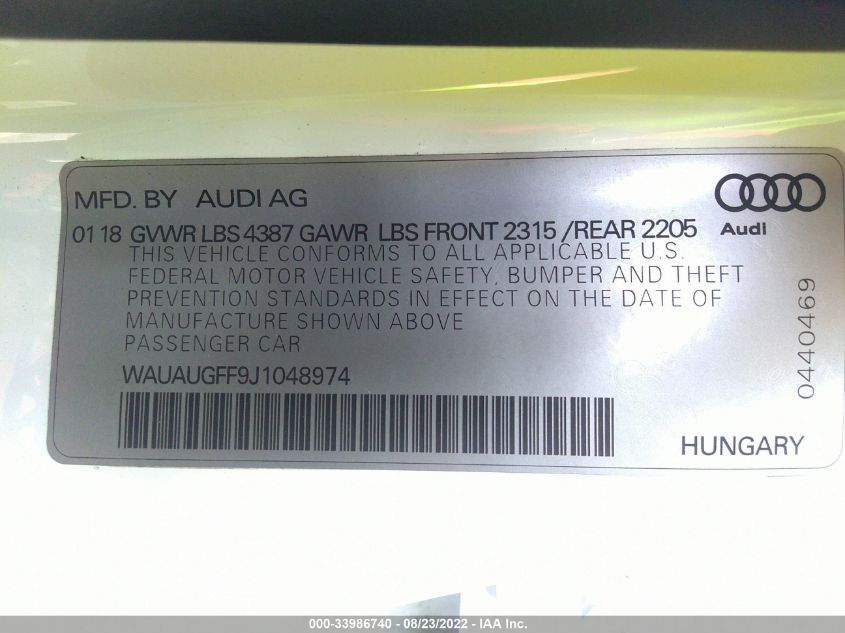 MFD. BY AUDI AG
Audi
01 18 GVWR LBS 4387 GAWR LBS FRONT 2315 /REAR 2205
THIS VEHICLE CONFORMS TO ALL APPLICABLE U.S.
FEDERAL MOTOR VEHICLE SAFETY, BUMPER AND THEFT
PREVENTION STANDARDS IN EFFECT ON THE DATE OF
MANUFACTURE SHOWN ABOVE
PASSENGER CAR
WAUAUGFF9J1048974
0440469
HUNGARY
000-33986740 - 08/23/2022 - IAA Inc.